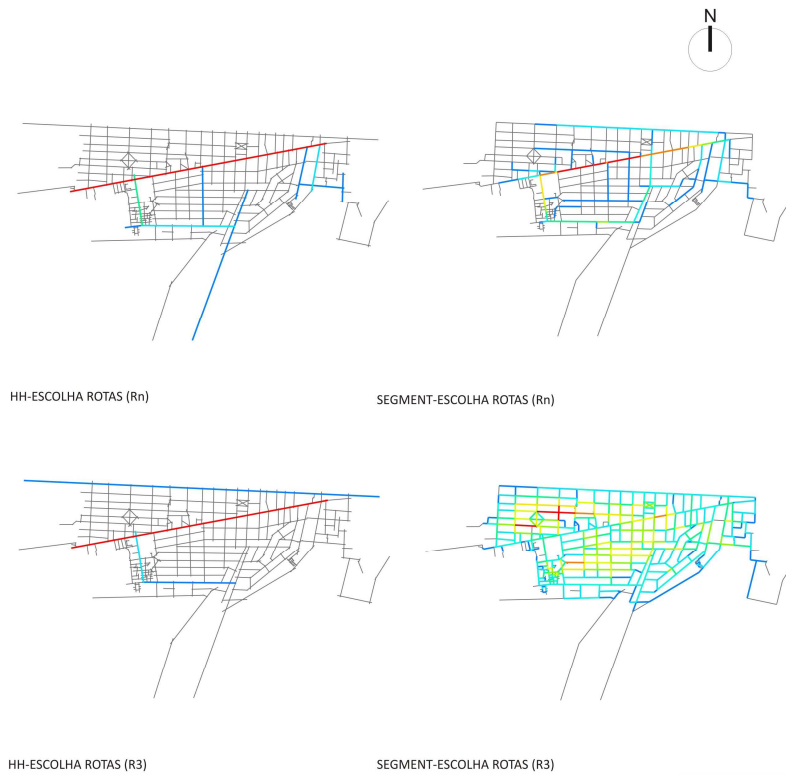 N
HH-ESCOLHA ROTAS (Rn)
SEGMENT-ESCOLHA ROTAS (Rn)
HH-ESCOLHA ROTAS (R3)
SEGMENT-ESCOLHA ROTAS (R3)